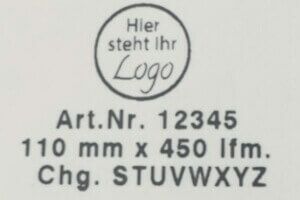 Hier
steht Ihr
Logo
Art.Nr. 12345
110 mm x 450 lfm.
Chg. STUVWXYZ